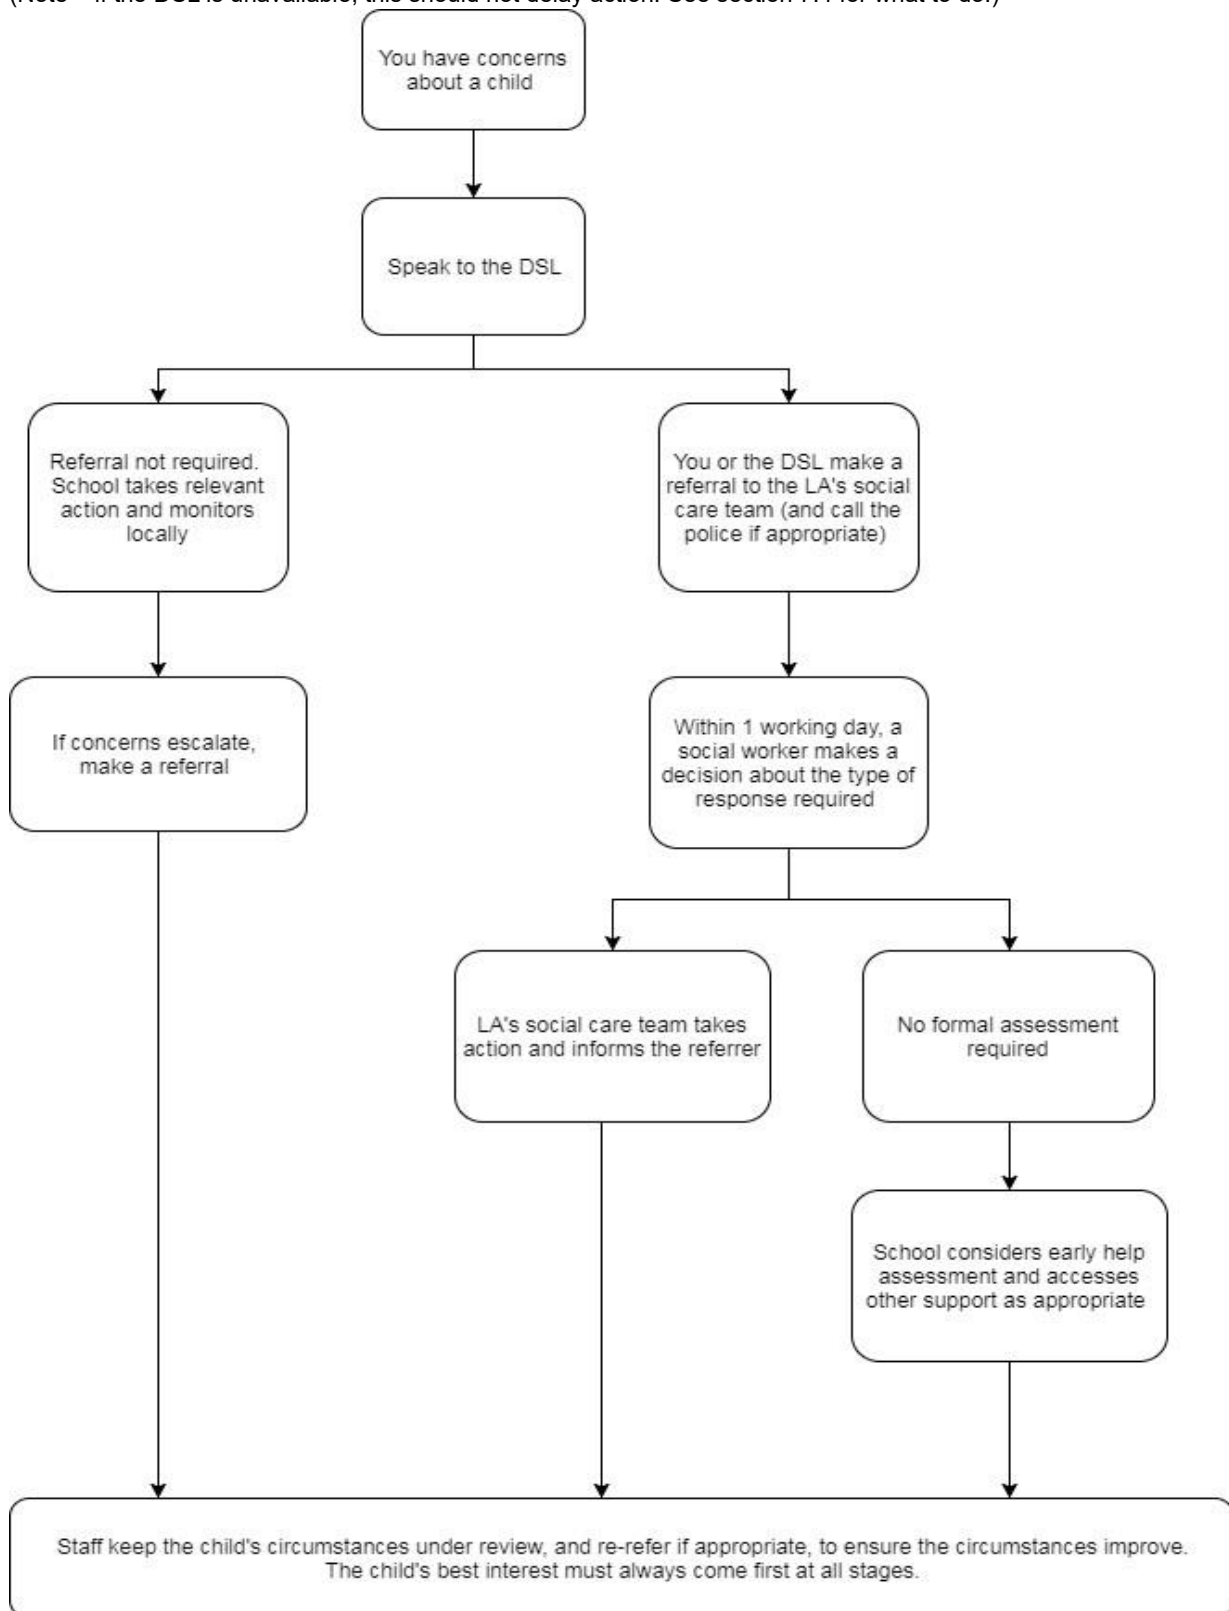 You have concerns
about a child
Speak to the DSL
Referral not required.
School takes relevant
action and monitors
locally
You or the DSL make a
referral to the LA's social
care team (and call the
police if appropriate)
If concerns escalate,
make a referral
Within 1 working day, a
social worker makes a
decision about the type of
response required
LA's social care team takes
action and informs the referrer
No formal assessment
required
School considers early help
assessment and accesses
other support as appropriate
Staff keep the child's circumstances under review, and re-refer if appropriate, to ensure the circumstances improve.
The child's best interest must always come first at all stages.